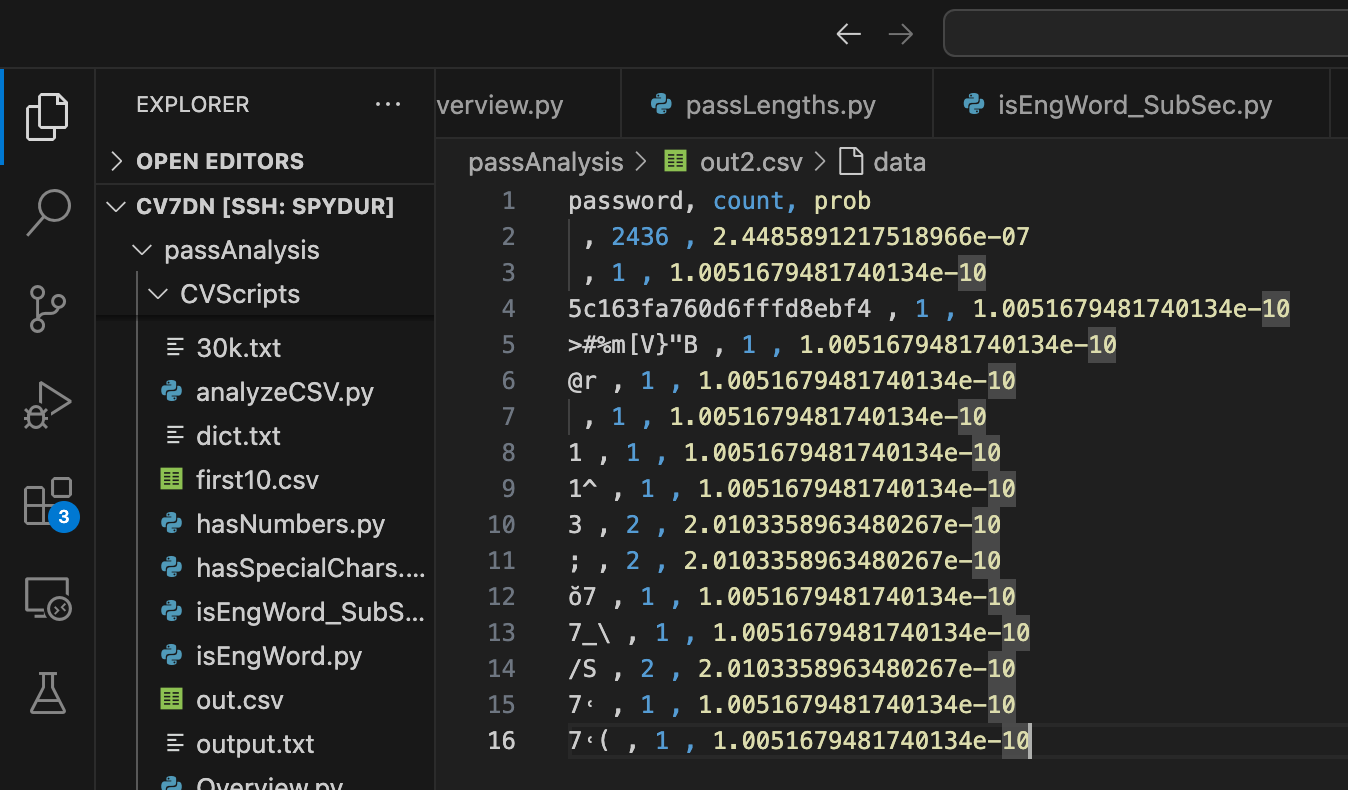 EXPLORER
OPEN EDITORS
CV7DN [SSH: SPYDUR]
passAnalysis
CVScripts
30k.txt
analyzeCSV.py
dict.txt
first10.csv
hasNumbers.py
hasSpecialChars....
isEngWord_SubS...
isEngWord.py
out.csv
output.txt
Overview.py
3
verview.py
passLengths.py
isEngWord_SubSec.py
passAnalysis > out2.csv > data
1 password, count, prob
2 , 2436 , 2.4485891217518966e-07
3 , 1 , 1.0051679481740134e-10
4 5c163fa760d6fffd8ebf4 , 1 , 1.0051679481740134e-10
5 >#%m[V}"B , 1 , 1.0051679481740134e-10
6 @r , 1 , 1.0051679481740134e-10
7 , 1 , 1.0051679481740134e-10
8 1 , 1 , 1.0051679481740134e-10
9 1^ , 1 , 1.0051679481740134e-10
10 3 , 2 , 2.0103358963480267e-10
11 ; , 2 , 2.0103358963480267e-10
12 ŏ7 , 1 , 1.0051679481740134e-10
13 7_\ , 1 , 1.0051679481740134e-10
14 /S , 2 , 2.0103358963480267e-10
15 , 1 , 1.0051679481740134e-10
16 , 1 , 1.0051679481740134e-10